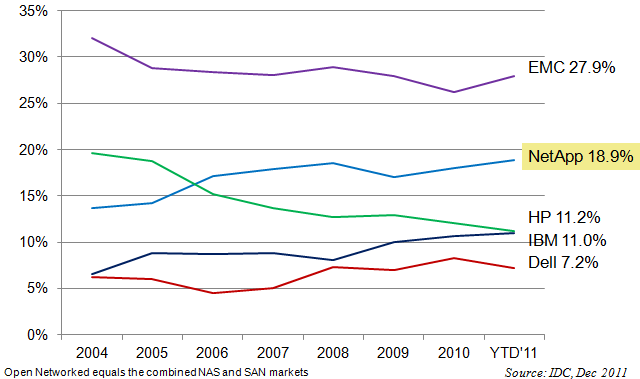 35%
30%
25%
20%
15%
10%
5%
0%
EMC 27.9%
NetApp 18.9%
HP 11.2%
IBM 11.0%
Dell 7.2%
2004 2005 2006 2007 2008 2009 2010 YTD'11
Open Networked equals the combined NAS and SAN markets
Source: IDC, Dec 2011